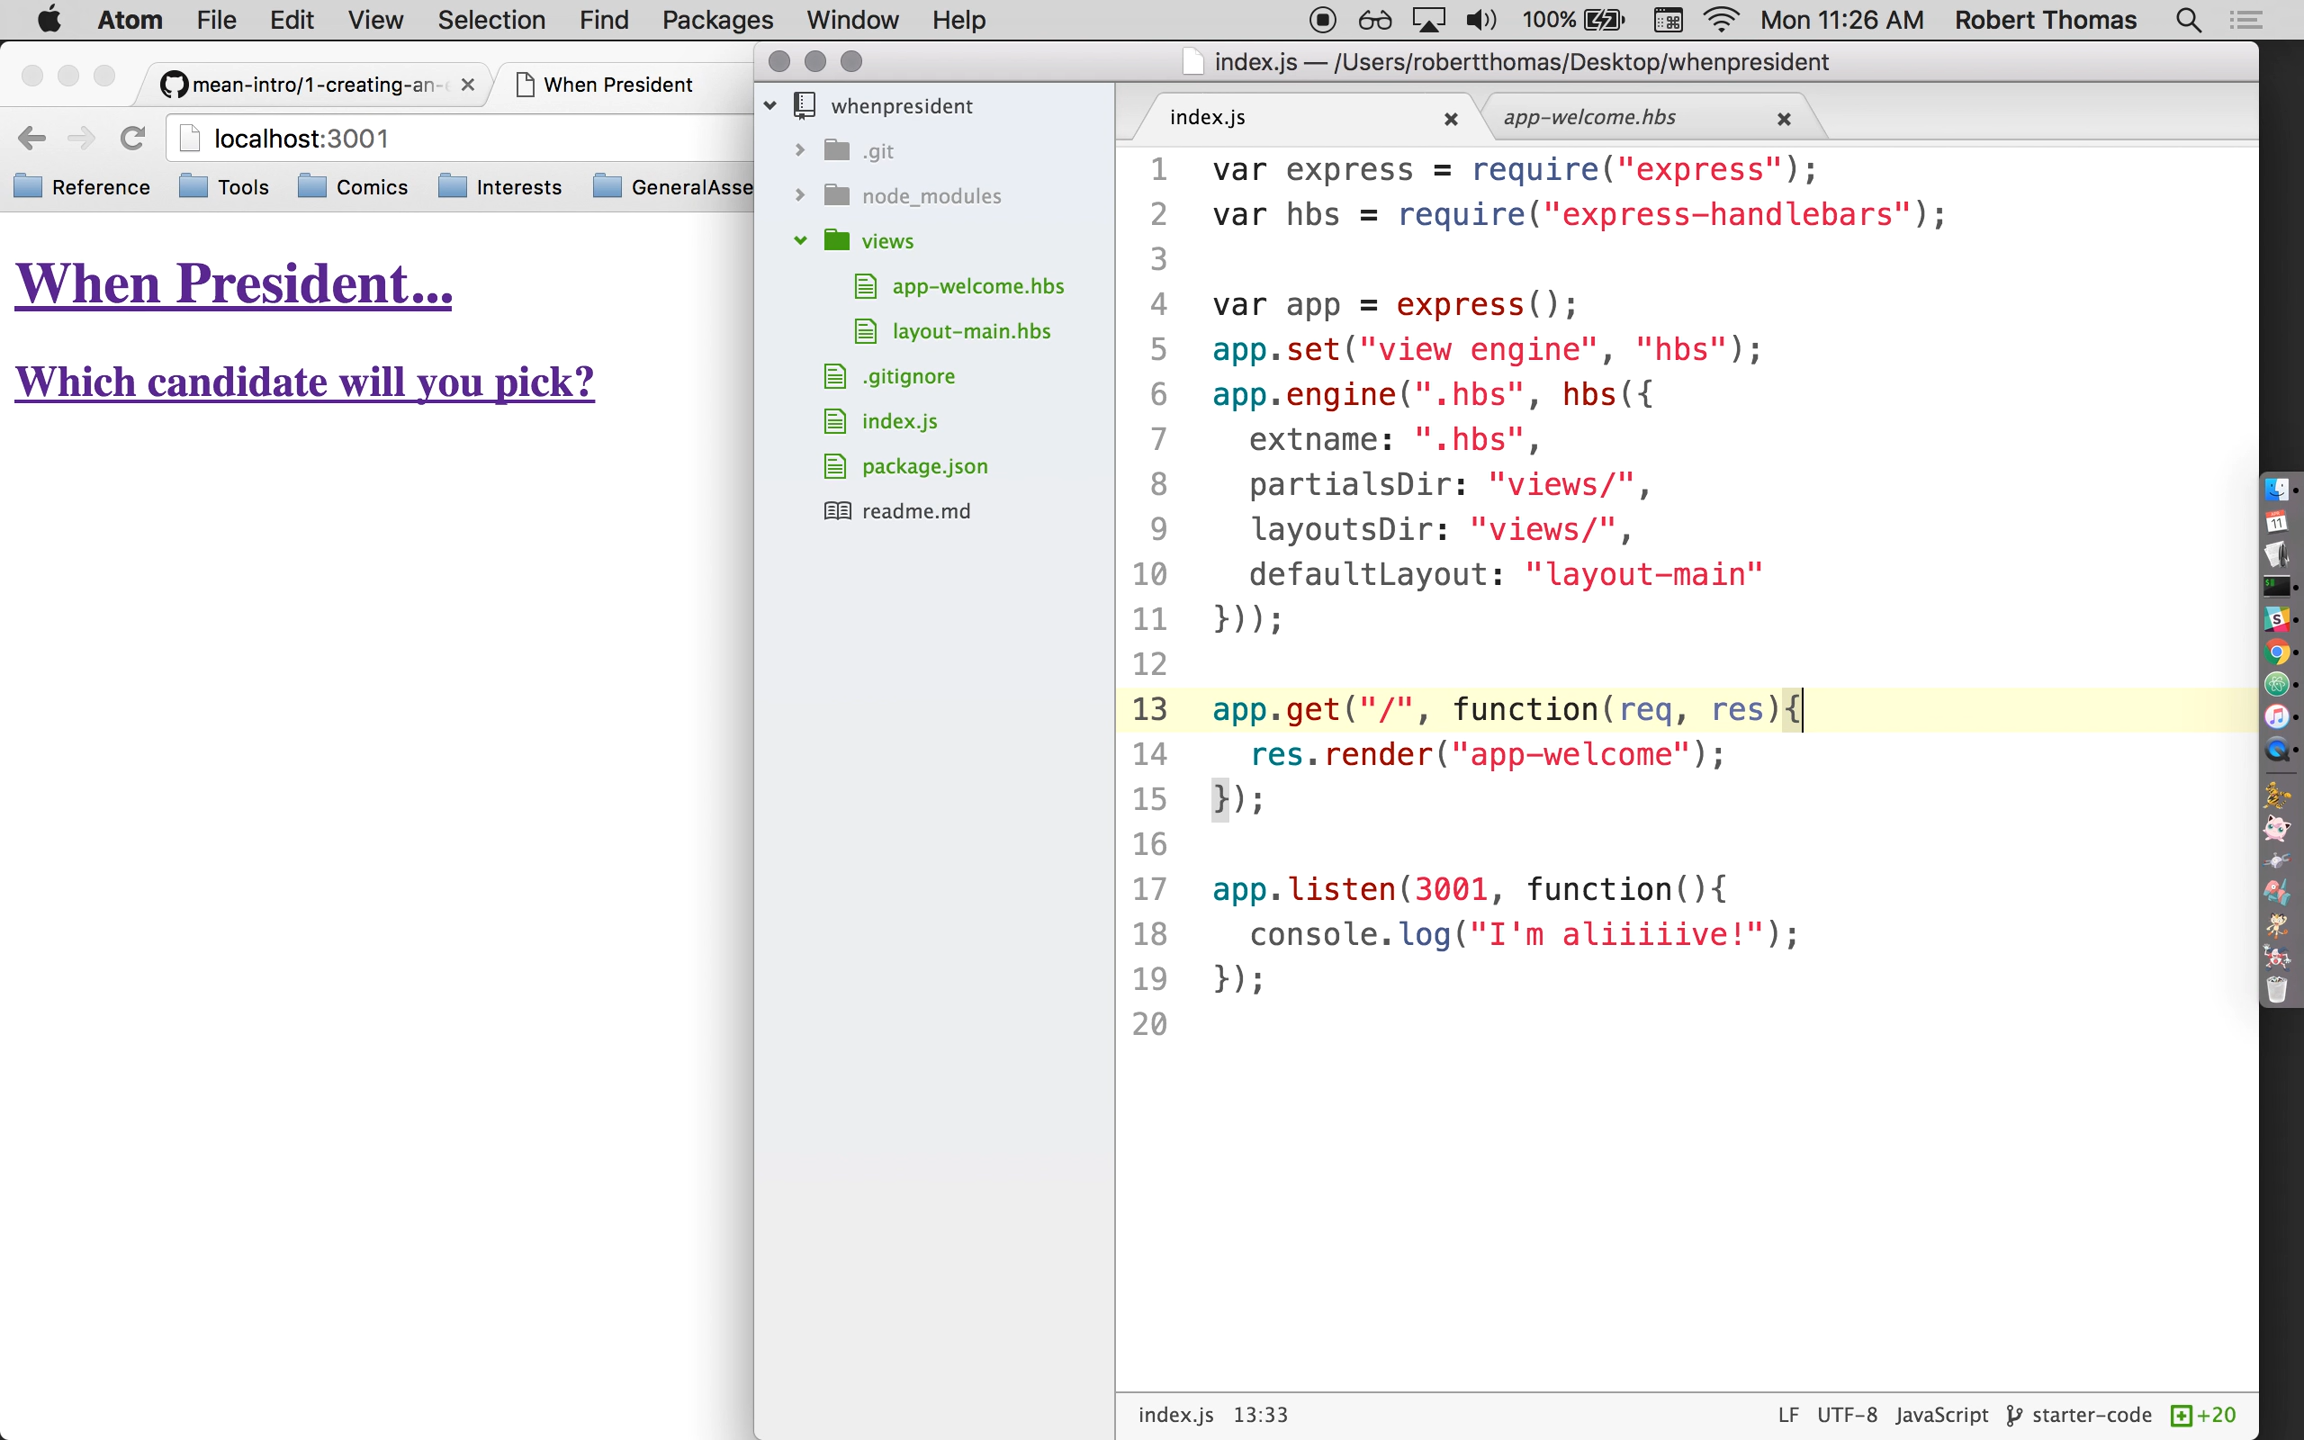 Atom File Edit View Selection Find Packages Window Help 100% Mon 11:26 AM Robert Thomas
mean-intro/1-creating-an-
When President
localhost:3001
Reference Tools Comics Interests GeneralAsse
When President...
Which candidate will you pick?
index.js — /Users/robertthomas/Desktop/whenpresident
whenpresident
.git
node_modules
views
app-welcome.hbs
layout-main.hbs
.gitignore
index.js
package.json
readme.md
index.js
app-welcome.hbs
1 var express = require("express");
2 var hbs = require("express-handlebars");
3
4 var app = express();
5 app.set("view engine", "hbs");
6 app.engine(".hbs", hbs({
7   extname: ".hbs",
8   partialsDir: "views/",
9   layoutsDir: "views/",
10   defaultLayout: "layout-main"
11 }));
12
13 app.get("/", function(req, res){
14   res.render("app-welcome");
15 });
16
17 app.listen(3001, function(){
18   console.log("I'm aliiiiive!");
19 });
20
index.js 13:33
LF UTF-8 JavaScript starter-code +20
11